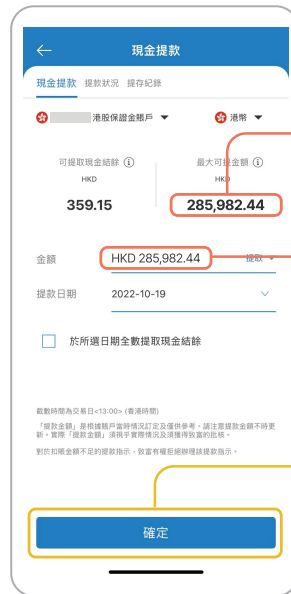 現金提款
現金提款 提款狀況 提存紀錄
港股保證金賬戶 港幣
可提取現金結餘 最大可提金額
HKD HKD
359.15 285,982.44
金額 HKD 285,982.44 提取
提款日期 2022-10-19
於所選日期全數提取現金結餘
截數時間為交易日<13:00> (香港時間)
「提款金額」是根據賬戶當時情況訂定及僅供參考。請注意提款金額不時更
新。實際「提款金額」須視乎實際情況及須獲得致富的批核。
對於扣賬金額不足的提款指示，致富有權拒絕辦理該提款指示。
確定